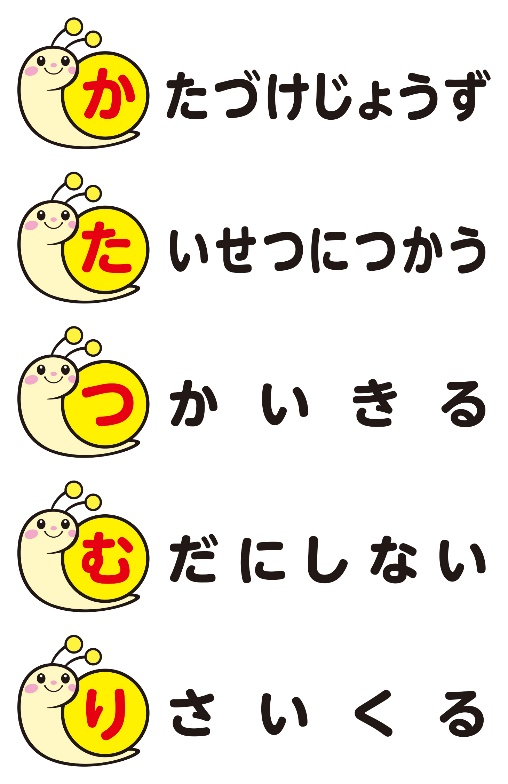 かたづけじょうず
たいせつにつかう
つかいきる
むだにしない
りさいくる